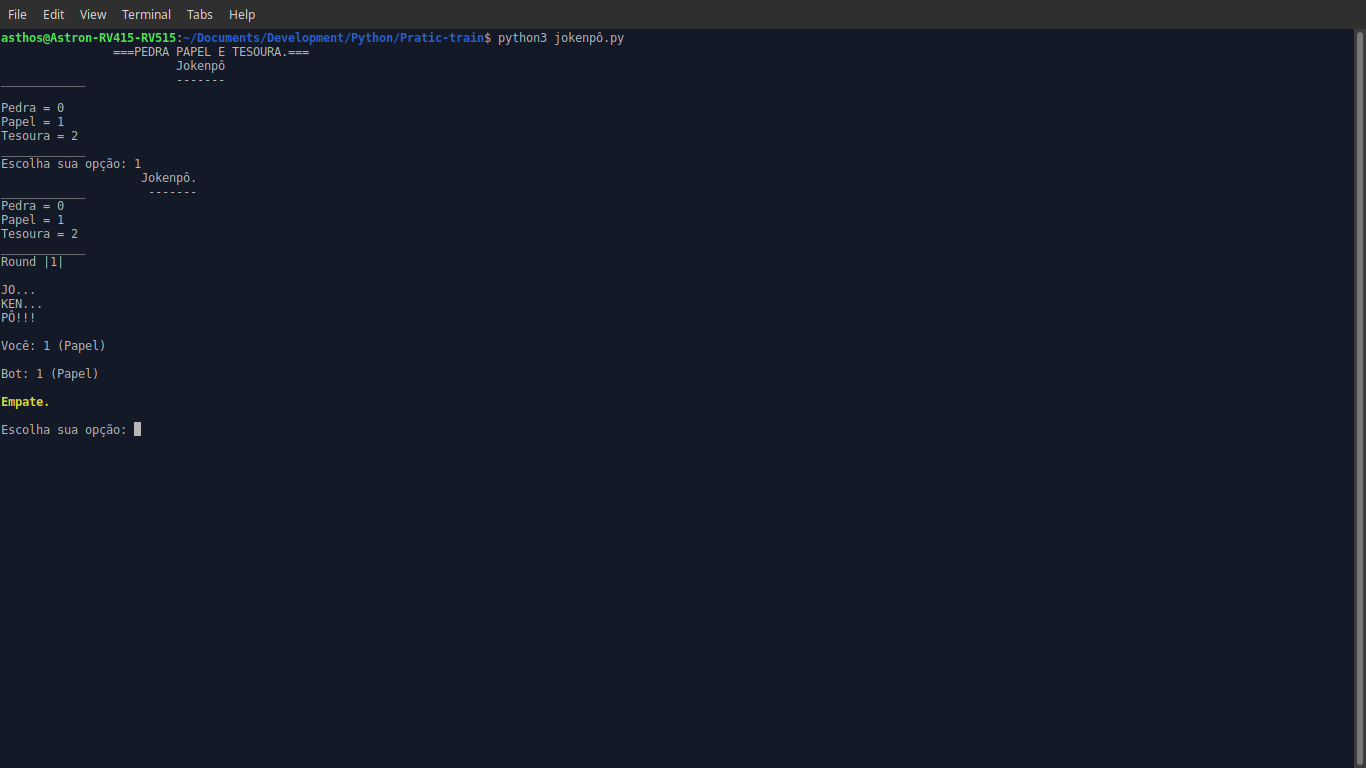 File Edit View Terminal Tabs Help
asthos@Astron-RV415-RV515:~/Documents/Development/Python/Pratic-train$ python3 jokenpô.py
===PEDRA PAPEL E TESOURA.===
Jokenpô
-------
____________
Pedra = 0
Papel = 1
Tesoura = 2
____________
Escolha sua opção: 1
Jokenpô.
-------
____________
Pedra = 0
Papel = 1
Tesoura = 2
____________
Round |1|
JO...
KEN...
PÔ!!!
Você: 1 (Papel)
Bot: 1 (Papel)
Empate.
Escolha sua opção: